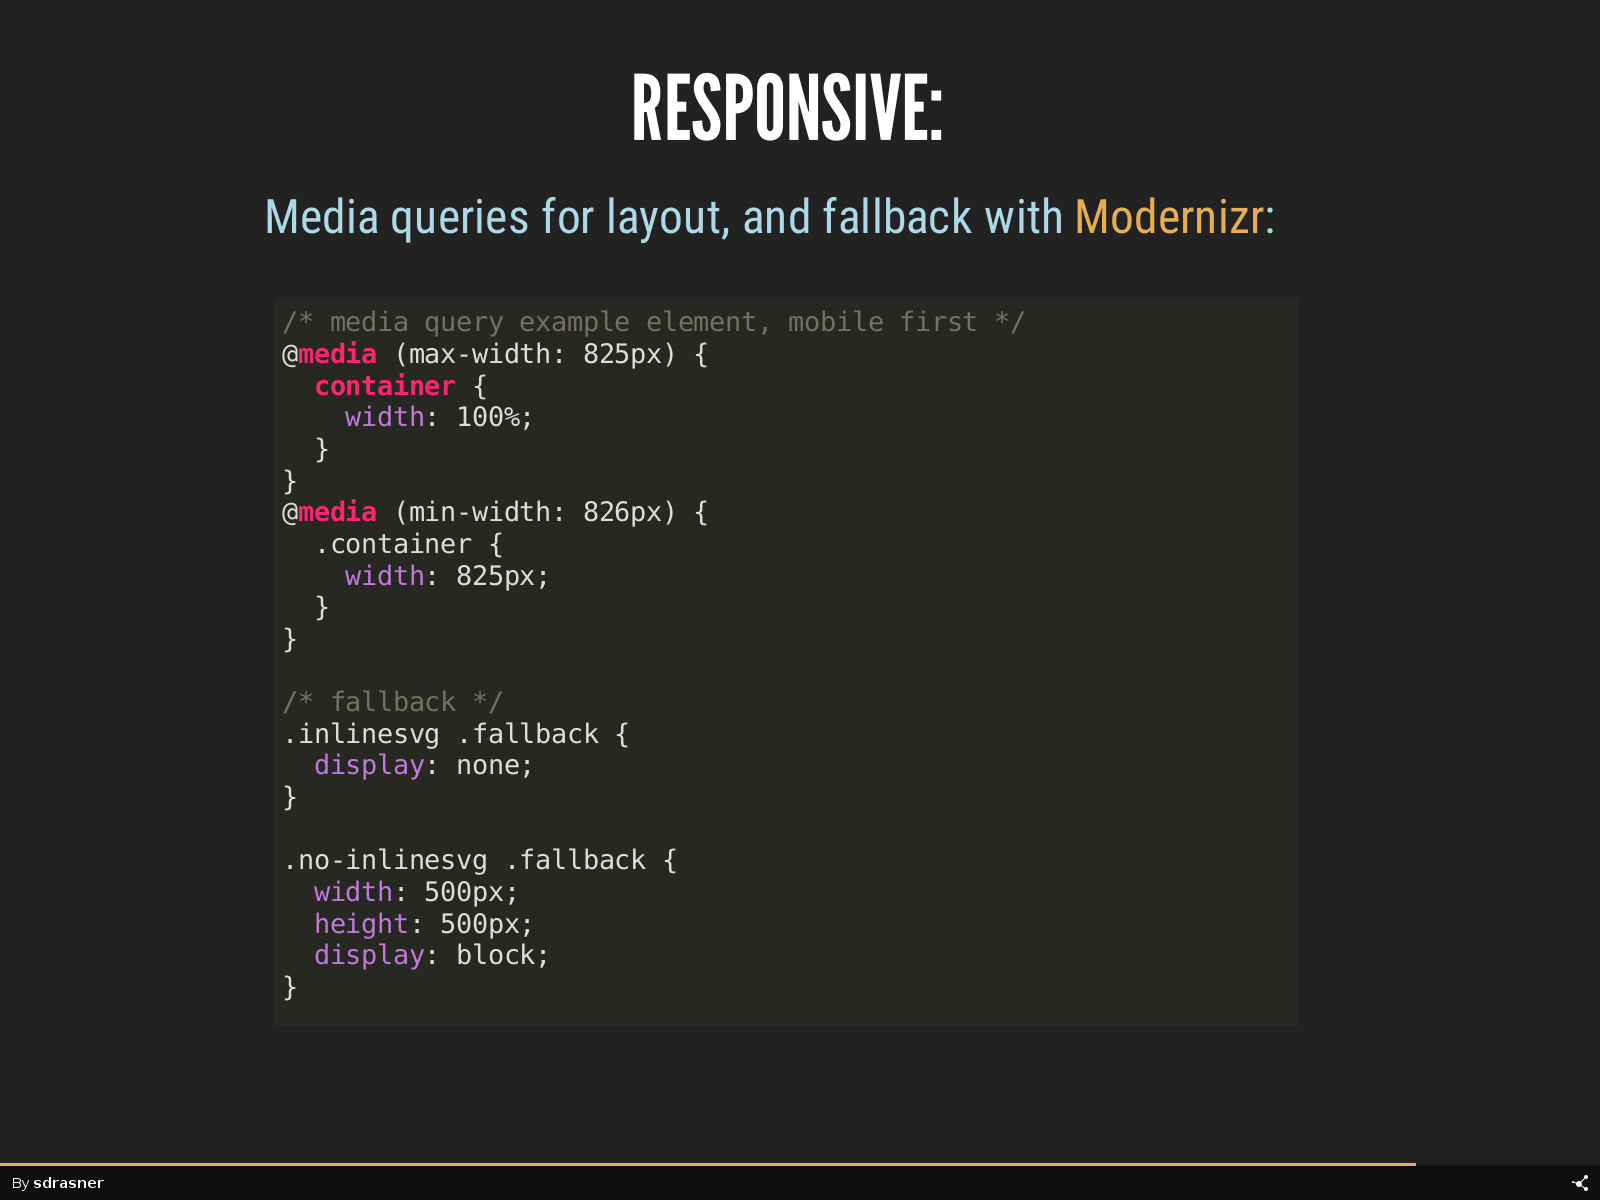 RESPONSIVE:
Media queries for layout, and fallback with Modernizr:
/* media query example element, mobile first */
@media (max-width: 825px) {
  container {
    width: 100%;
  }
}
@media (min-width: 826px) {
  .container {
    width: 825px;
  }
}

/* fallback */
.inlinesvg .fallback {
  display: none;
}

.no-inlinesvg .fallback {
  width: 500px;
  height: 500px;
  display: block;
}
By sdrasner